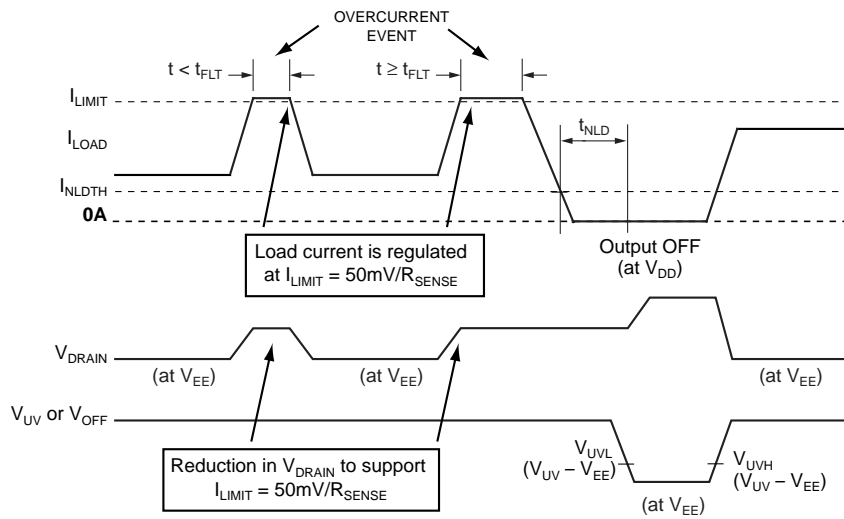 OVERCURRENT
EVENT
t < tFLT
t ≥ tFLT
ILIMIT
tNLD
ILOAD
INLDTH
0A
Output OFF
(at VDD)
Load current is regulated
at ILIMIT = 50mV/RSENSE
VDRAIN
(at VEE)
(at VEE)
(at VEE)
VUV or VOFF
VUVL
(VUV – VEE)
VUVH
(VUV – VEE)
Reduction in VDRAIN to support
ILIMIT = 50mV/RSENSE
(at VEE)